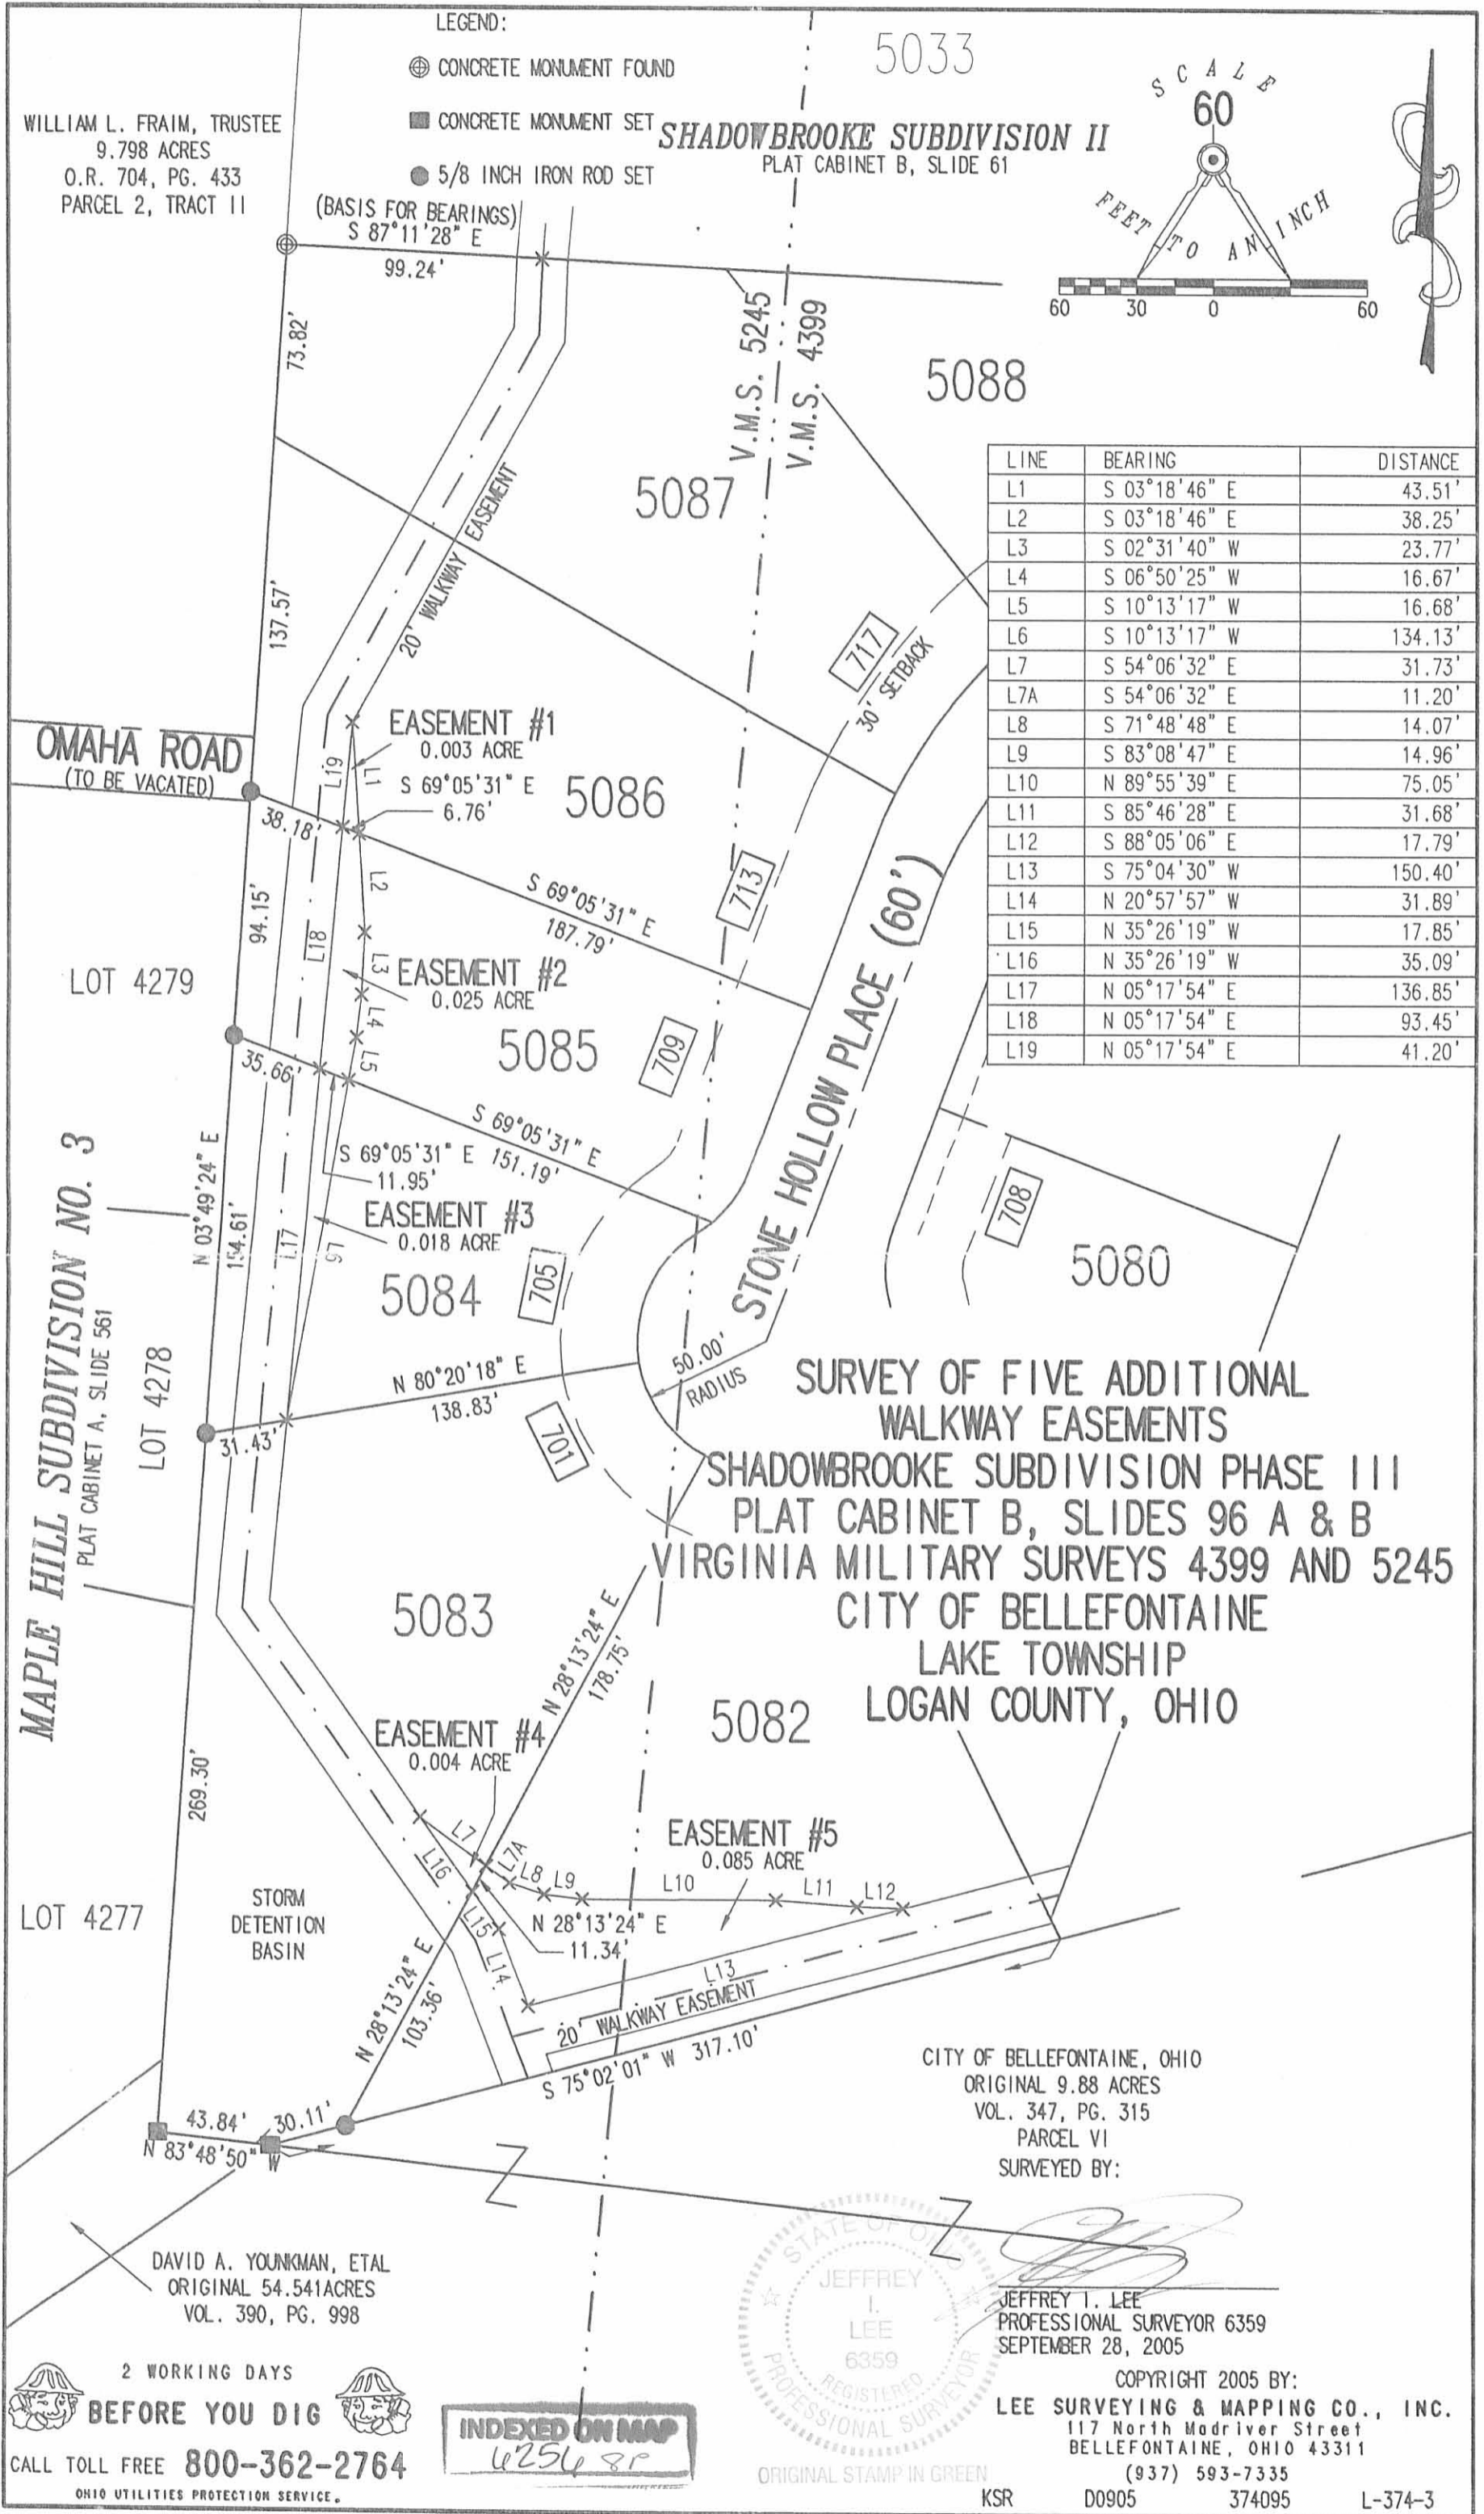 LEGEND:
CONCRETE MONUMENT FOUND
CONCRETE MONUMENT SET
5/8 INCH IRON ROD SET
WILLIAM L. FRAIM, TRUSTEE
9.798 ACRES
O.R. 704, PG. 433
PARCEL 2, TRACT II
5033
SHADOWBROOKE SUBDIVISION II
PLAT CABINET B, SLIDE 61
SCALE
60
FEET TO AN INCH
60 30 0 60
(BASIS FOR BEARINGS)
S 87°11'28" E
99.24'
73.82'
V.M.S. 5245
V.M.S. 4399
5088
5087
20' WALKWAY EASEMENT
137.57'
LINE BEARING DISTANCE
L1 S 03°18'46" E 43.51'
L2 S 03°18'46" E 38.25'
L3 S 02°31'40" W 23.77'
L4 S 06°50'25" W 16.67'
L5 S 10°13'17" W 16.68'
L6 S 10°13'17" W 134.13'
L7 S 54°06'32" E 31.73'
L7A S 54°06'32" E 11.20'
L8 S 71°48'48" E 14.07'
L9 S 83°08'47" E 14.96'
L10 N 89°55'39" E 75.05'
L11 S 85°46'28" E 31.68'
L12 S 88°05'06" E 17.79'
L13 S 75°04'30" W 150.40'
L14 N 20°57'57" W 31.89'
L15 N 35°26'19" W 17.85'
L16 N 35°26'19" W 35.09'
L17 N 05°17'54" E 136.85'
L18 N 05°17'54" E 93.45'
L19 N 05°17'54" E 41.20'
717
30' SETBACK
OMAHA ROAD
(TO BE VACATED)
EASEMENT #1
0.003 ACRE
L19
L1
S 69°05'31" E
6.76'
5086
38.18'
L2
S 69°05'31" E
187.79'
713
94.15'
L18
LOT 4279
L3
EASEMENT #2
0.025 ACRE
L4
L5
5085
709
STONE HOLLOW PLACE (60')
35.66'
S 69°05'31" E
151.19'
S 69°05'31" E
11.95'
708
MAPLE HILL SUBDIVISION NO. 3
PLAT CABINET A, SLIDE 561
N 03°49'24" E
154.61'
L17
L6
EASEMENT #3
0.018 ACRE
5084
705
5080
LOT 4278
N 80°20'18" E
138.83'
50.00'
RADIUS
31.43'
701
SURVEY OF FIVE ADDITIONAL
WALKWAY EASEMENTS
SHADOWBROOKE SUBDIVISION PHASE III
PLAT CABINET B, SLIDES 96 A & B
VIRGINIA MILITARY SURVEYS 4399 AND 5245
CITY OF BELLEFONTAINE
LAKE TOWNSHIP
LOGAN COUNTY, OHIO
5083
N 28°13'24" E
178.75'
5082
EASEMENT #4
0.004 ACRE
269.30'
L7
L7A
L8
L9
L10
L11
L12
EASEMENT #5
0.085 ACRE
L16
L15
L14
N 28°13'24" E
11.34'
LOT 4277
STORM
DETENTION
BASIN
L13
20' WALKWAY EASEMENT
S 75°02'01" W 317.10'
N 28°13'24" E
103.36'
43.84'
30.11'
N 83°48'50" W
CITY OF BELLEFONTAINE, OHIO
ORIGINAL 9.88 ACRES
VOL. 347, PG. 315
PARCEL VI
SURVEYED BY:
DAVID A. YOUNKMAN, ETAL
ORIGINAL 54.541ACRES
VOL. 390, PG. 998
STATE OF OHIO
JEFFREY
I.
LEE
6359
REGISTERED
PROFESSIONAL SURVEYOR
JEFFREY I. LEE
PROFESSIONAL SURVEYOR 6359
SEPTEMBER 28, 2005
2 WORKING DAYS
BEFORE YOU DIG
CALL TOLL FREE 800-362-2764
OHIO UTILITIES PROTECTION SERVICE.
INDEXED ON MAP
ORIGINAL STAMP IN GREEN
COPYRIGHT 2005 BY:
LEE SURVEYING & MAPPING CO., INC.
117 North Madriver Street
BELLEFONTAINE, OHIO 43311
(937) 593-7335
KSR D0905 374095 L-374-3